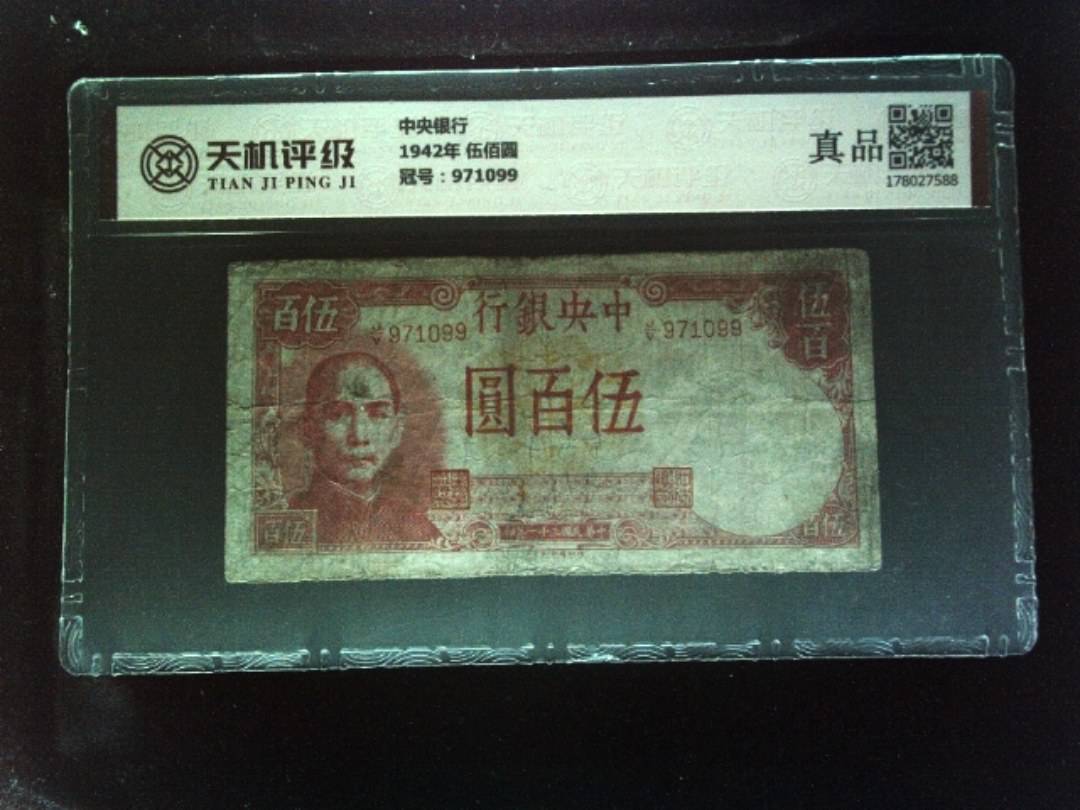 天机评级
TIAN JI PING JI
中央银行
1942年 伍佰圆
冠号：971099
真品
178027588
行銀央中
百伍
伍百
971099
971099
圓百伍
百伍
百伍